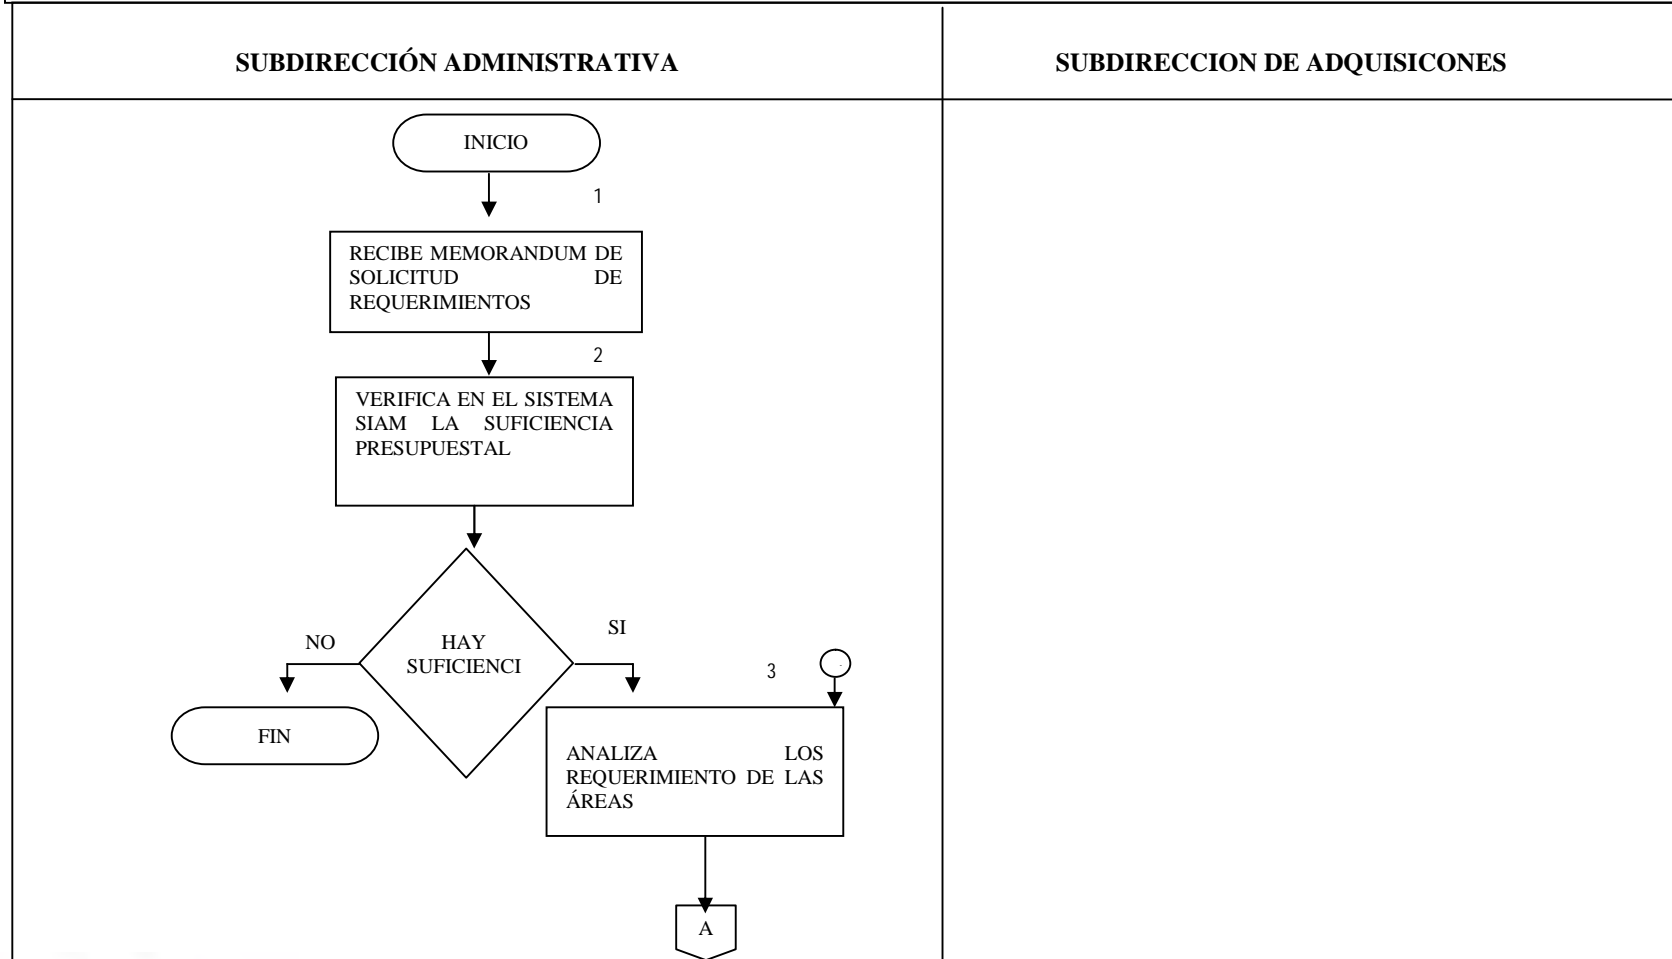 SUBDIRECCIÓN ADMINISTRATIVA
SUBDIRECCION DE ADQUISICONES
INICIO
1
RECIBE MEMORANDUM DE
SOLICITUD DE
REQUERIMIENTOS
2
VERIFICA EN EL SISTEMA
SIAM LA SUFICIENCIA
PRESUPUESTAL
NO
HAY
SUFICIENCI
SI
3
FIN
ANALIZA LOS
REQUERIMIENTO DE LAS
ÁREAS
A